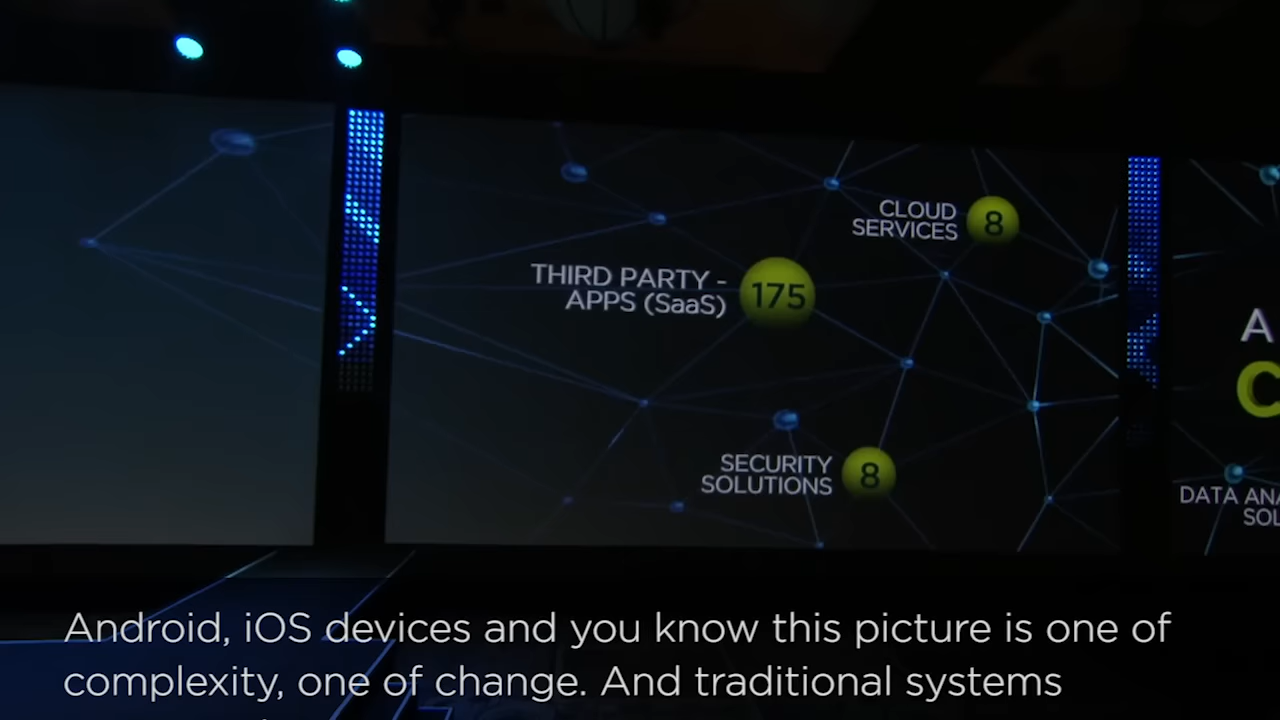 CLOUD
SERVICES
8
THIRD PARTY -
APPS (SaaS)
175
SECURITY
SOLUTIONS
8
A
C
DATA ANA
SOL
Android, iOS devices and you know this picture is one of
complexity, one of change. And traditional systems